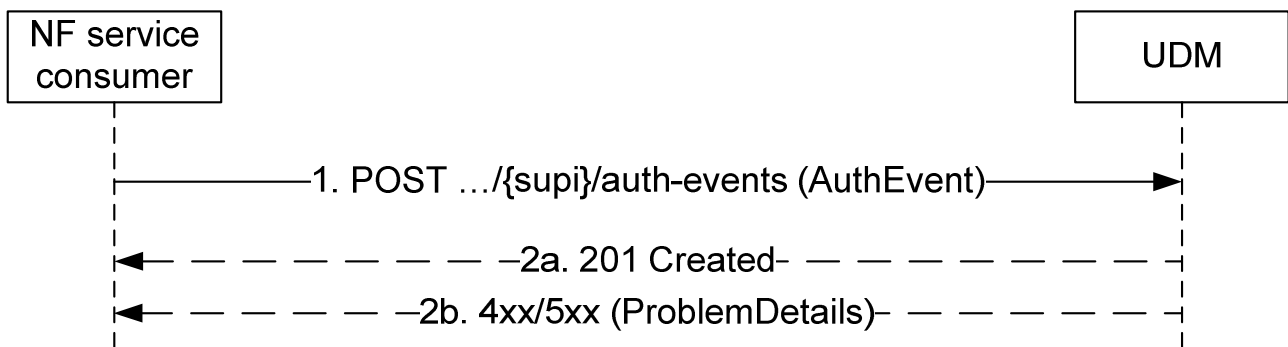 NF service
consumer
UDM
1. POST …/{supi}/auth-events (AuthEvent)
2a. 201 Created
2b. 4xx/5xx (ProblemDetails)